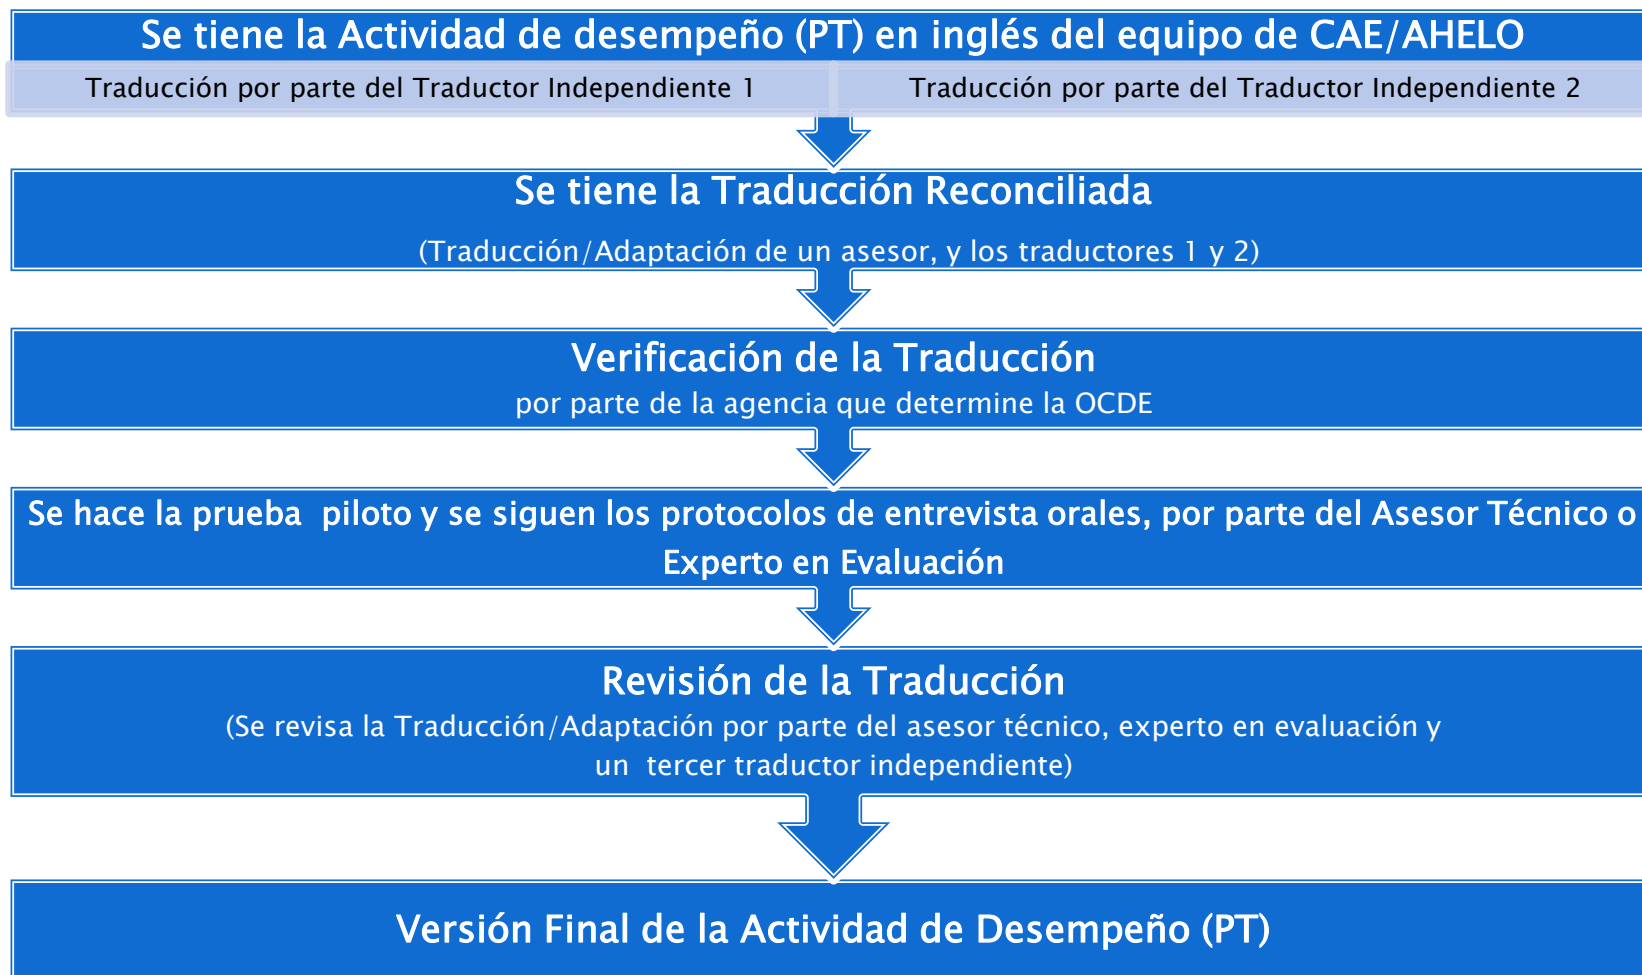 Se tiene la Actividad de desempeño (PT) en inglés del equipo de CAE/AHELO
Traducción por parte del Traductor Independiente 1
Traducción por parte del Traductor Independiente 2
Se tiene la Traducción Reconciliada
(Traducción/Adaptación de un asesor, y los traductores 1 y 2)
Verificación de la Traducción
por parte de la agencia que determine la OCDE
Se hace la prueba  piloto y se siguen los protocolos de entrevista orales, por parte del Asesor Técnico o
Experto en Evaluación
Revisión de la Traducción
(Se revisa la Traducción/Adaptación por parte del asesor técnico, experto en evaluación y
un  tercer traductor independiente)
Versión Final de la Actividad de Desempeño (PT)